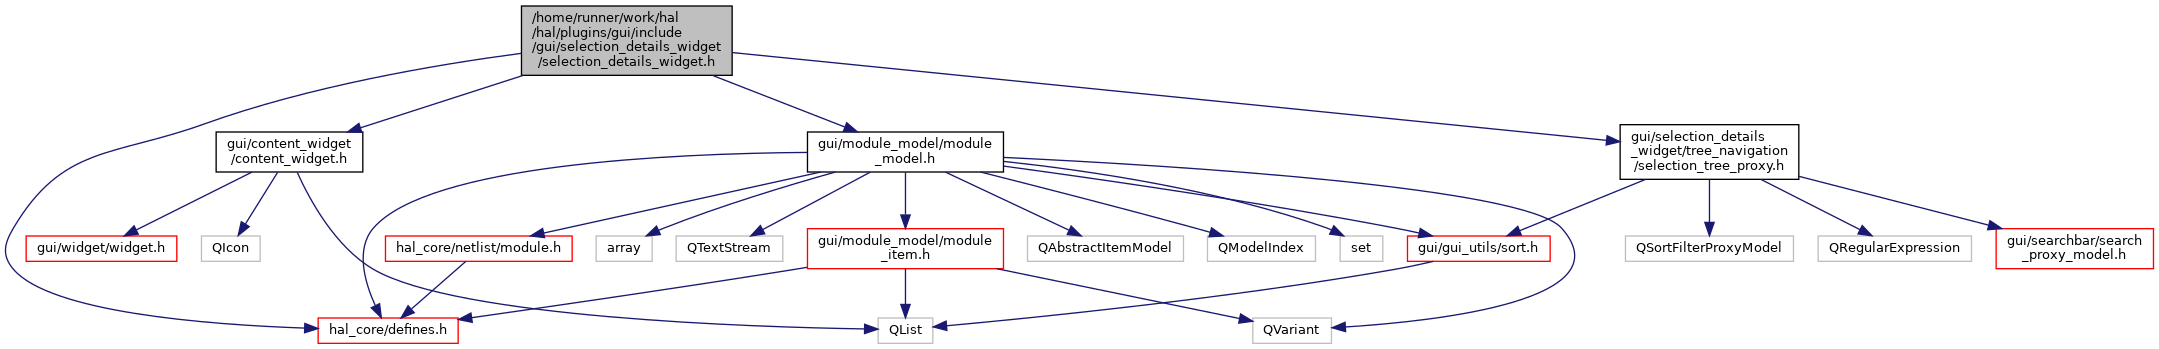 /home/runner/work/hal
/hal/plugins/gui/include
/gui/selection_details_widget
/selection_details_widget.h
gui/content_widget
/content_widget.h
gui/module_model/module
_model.h
gui/selection_details
_widget/tree_navigation
/selection_tree_proxy.h
gui/widget/widget.h
QIcon
hal_core/netlist/module.h
array
QTextStream
gui/module_model/module
_item.h
QAbstractItemModel
QModelIndex
set
gui/gui_utils/sort.h
QSortFilterProxyModel
QRegularExpression
gui/searchbar/search
_proxy_model.h
hal_core/defines.h
QList
QVariant